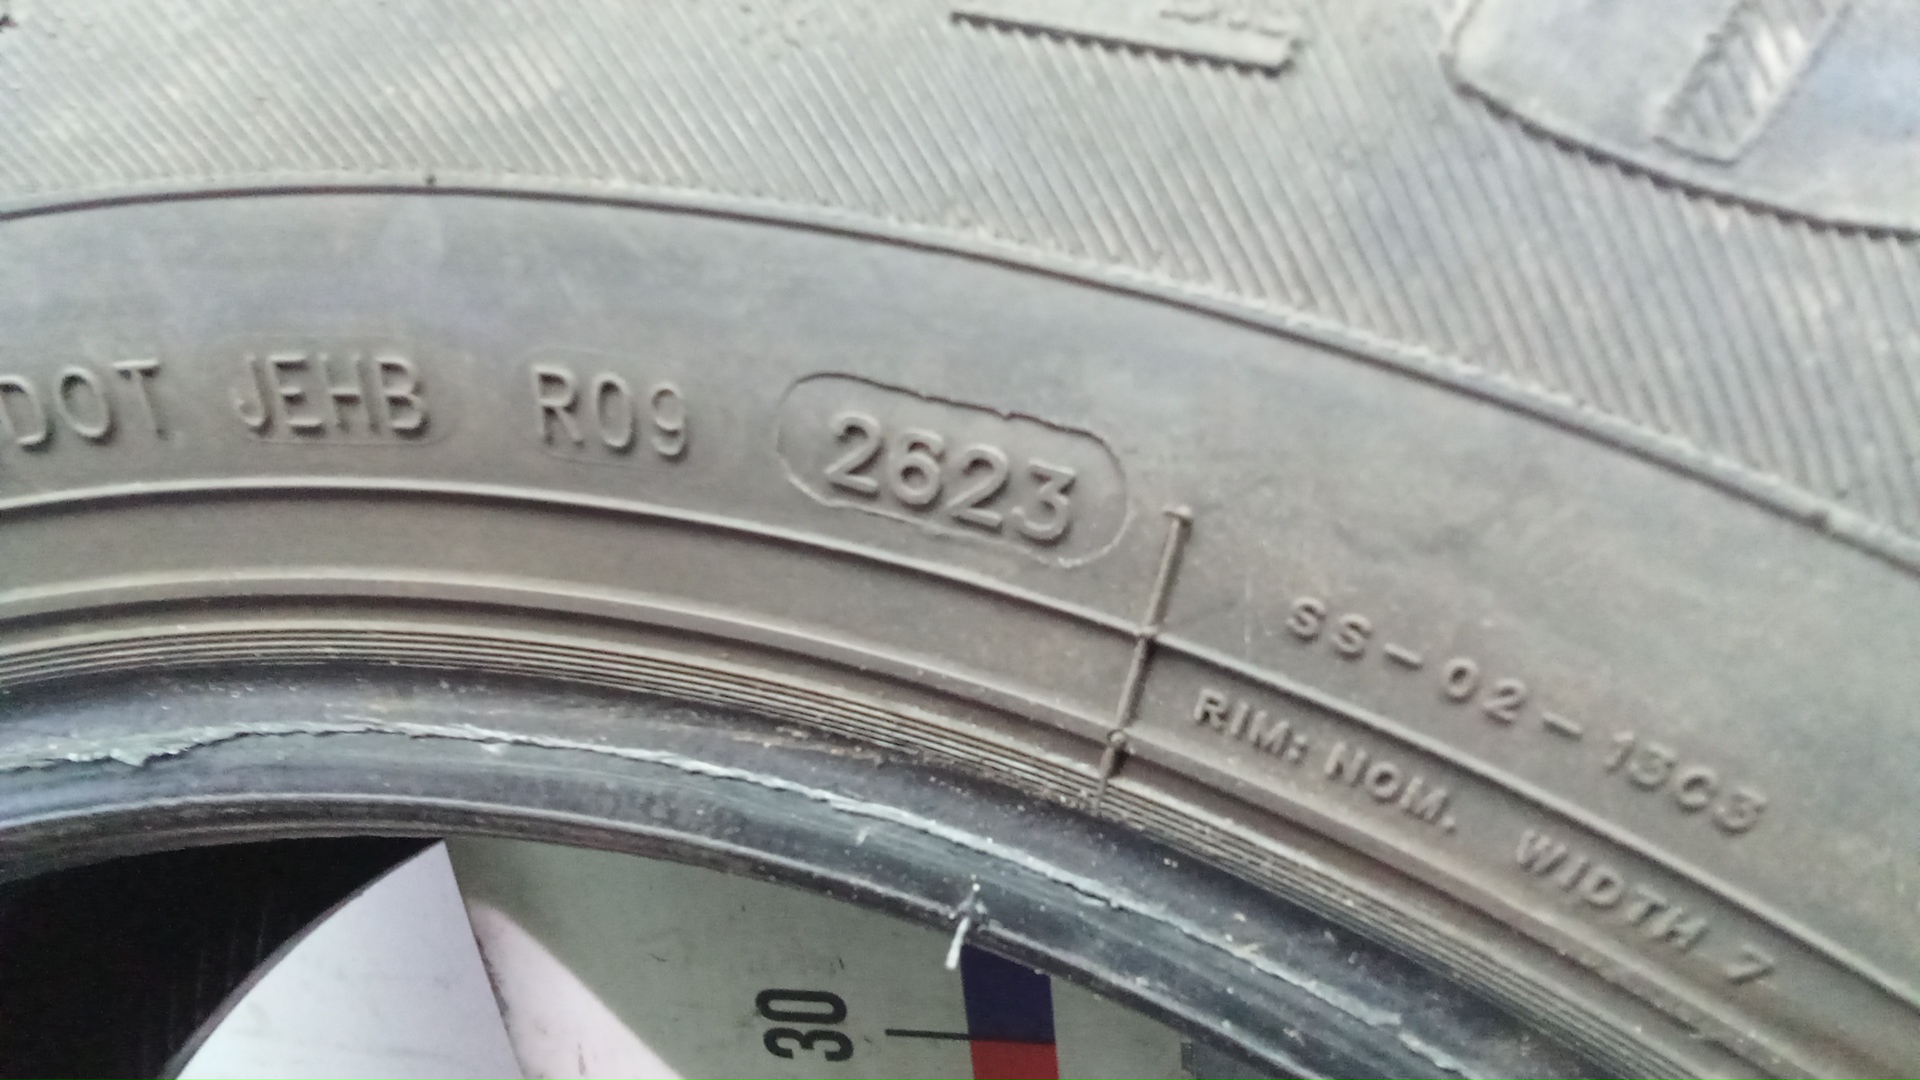 DOT JEHB R09 2623
SS-02-13C3
RIM: NOM. WIDTH 7
30